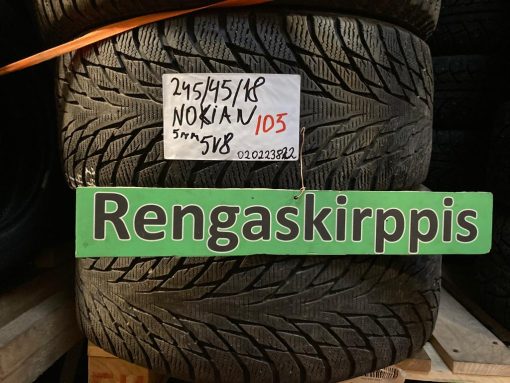 245/45/18
NOKIAN 105
5mm 5V8
020223822
Rengaskirppis